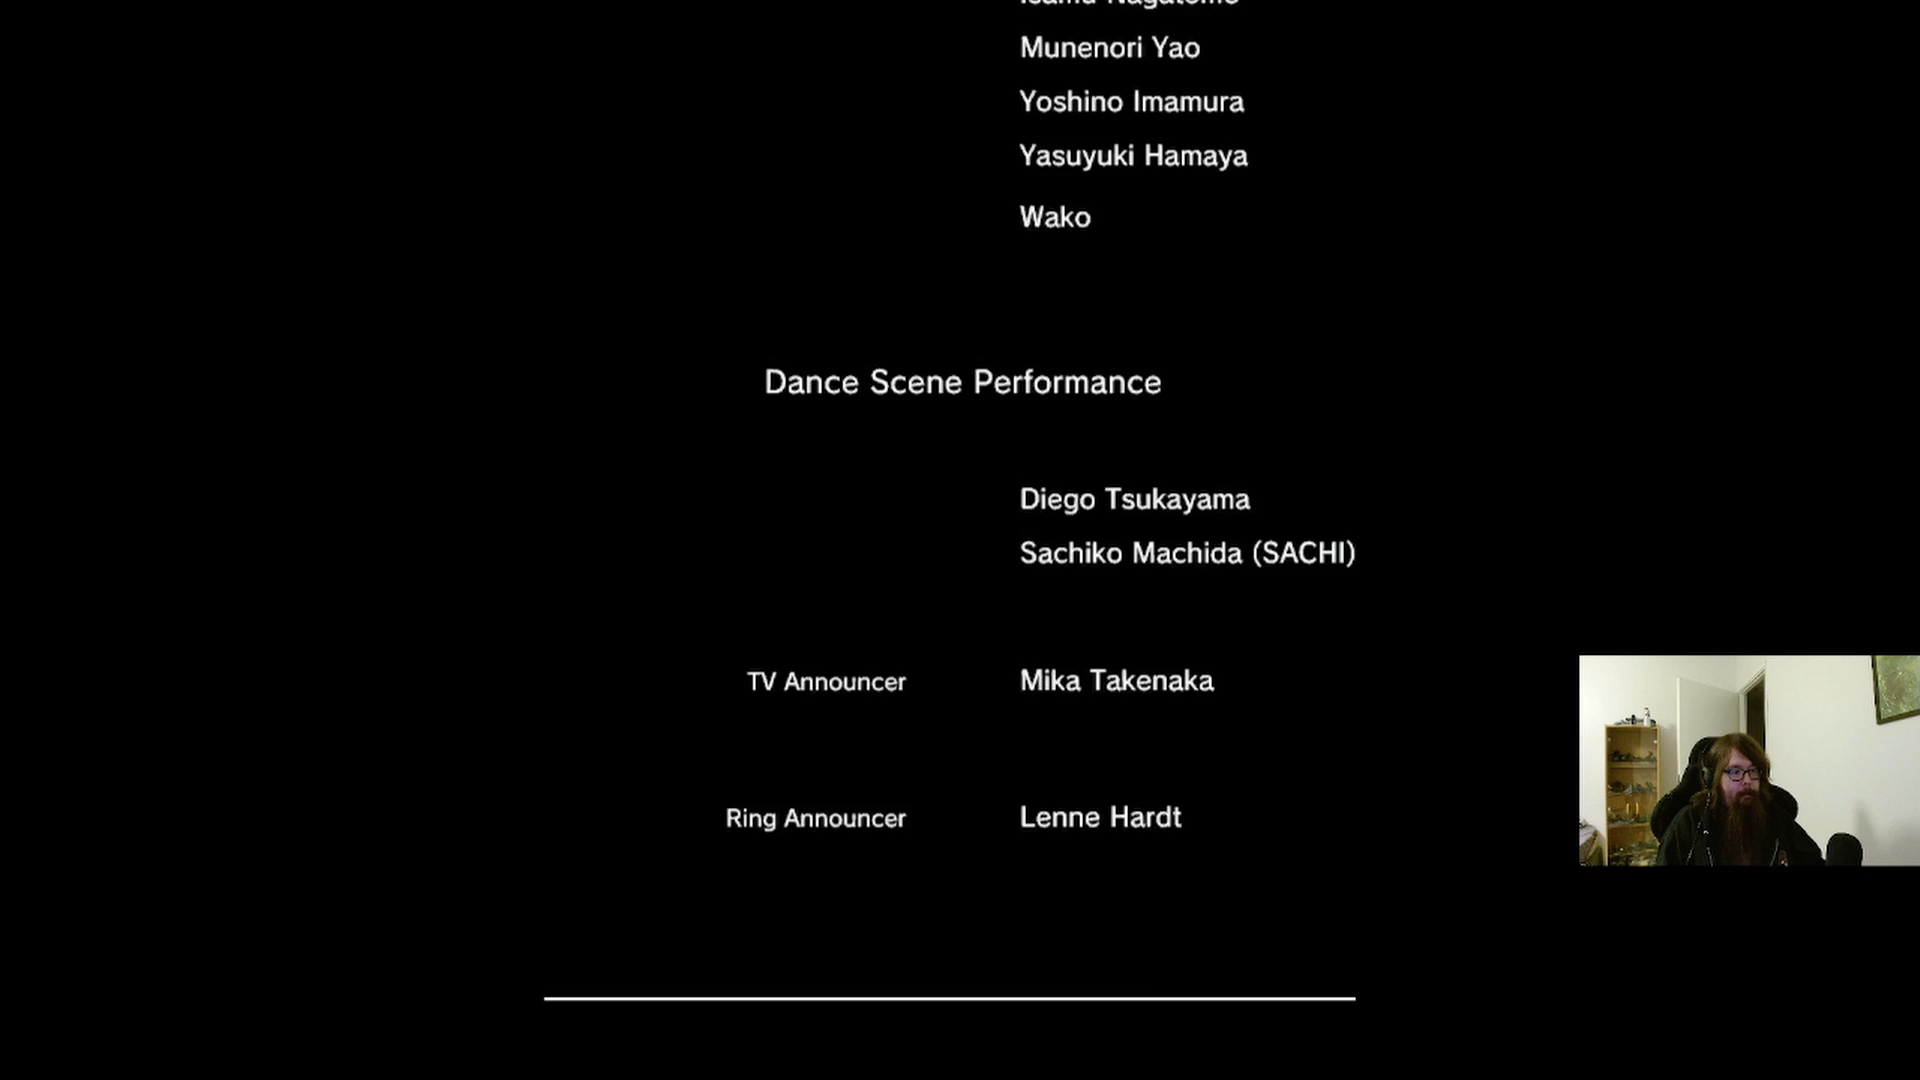 Munenori Yao
Yoshino Imamura
Yasuyuki Hamaya
Wako
Dance Scene Performance
Diego Tsukayama
Sachiko Machida (SACHI)
TV Announcer Mika Takenaka
Ring Announcer Lenne Hardt